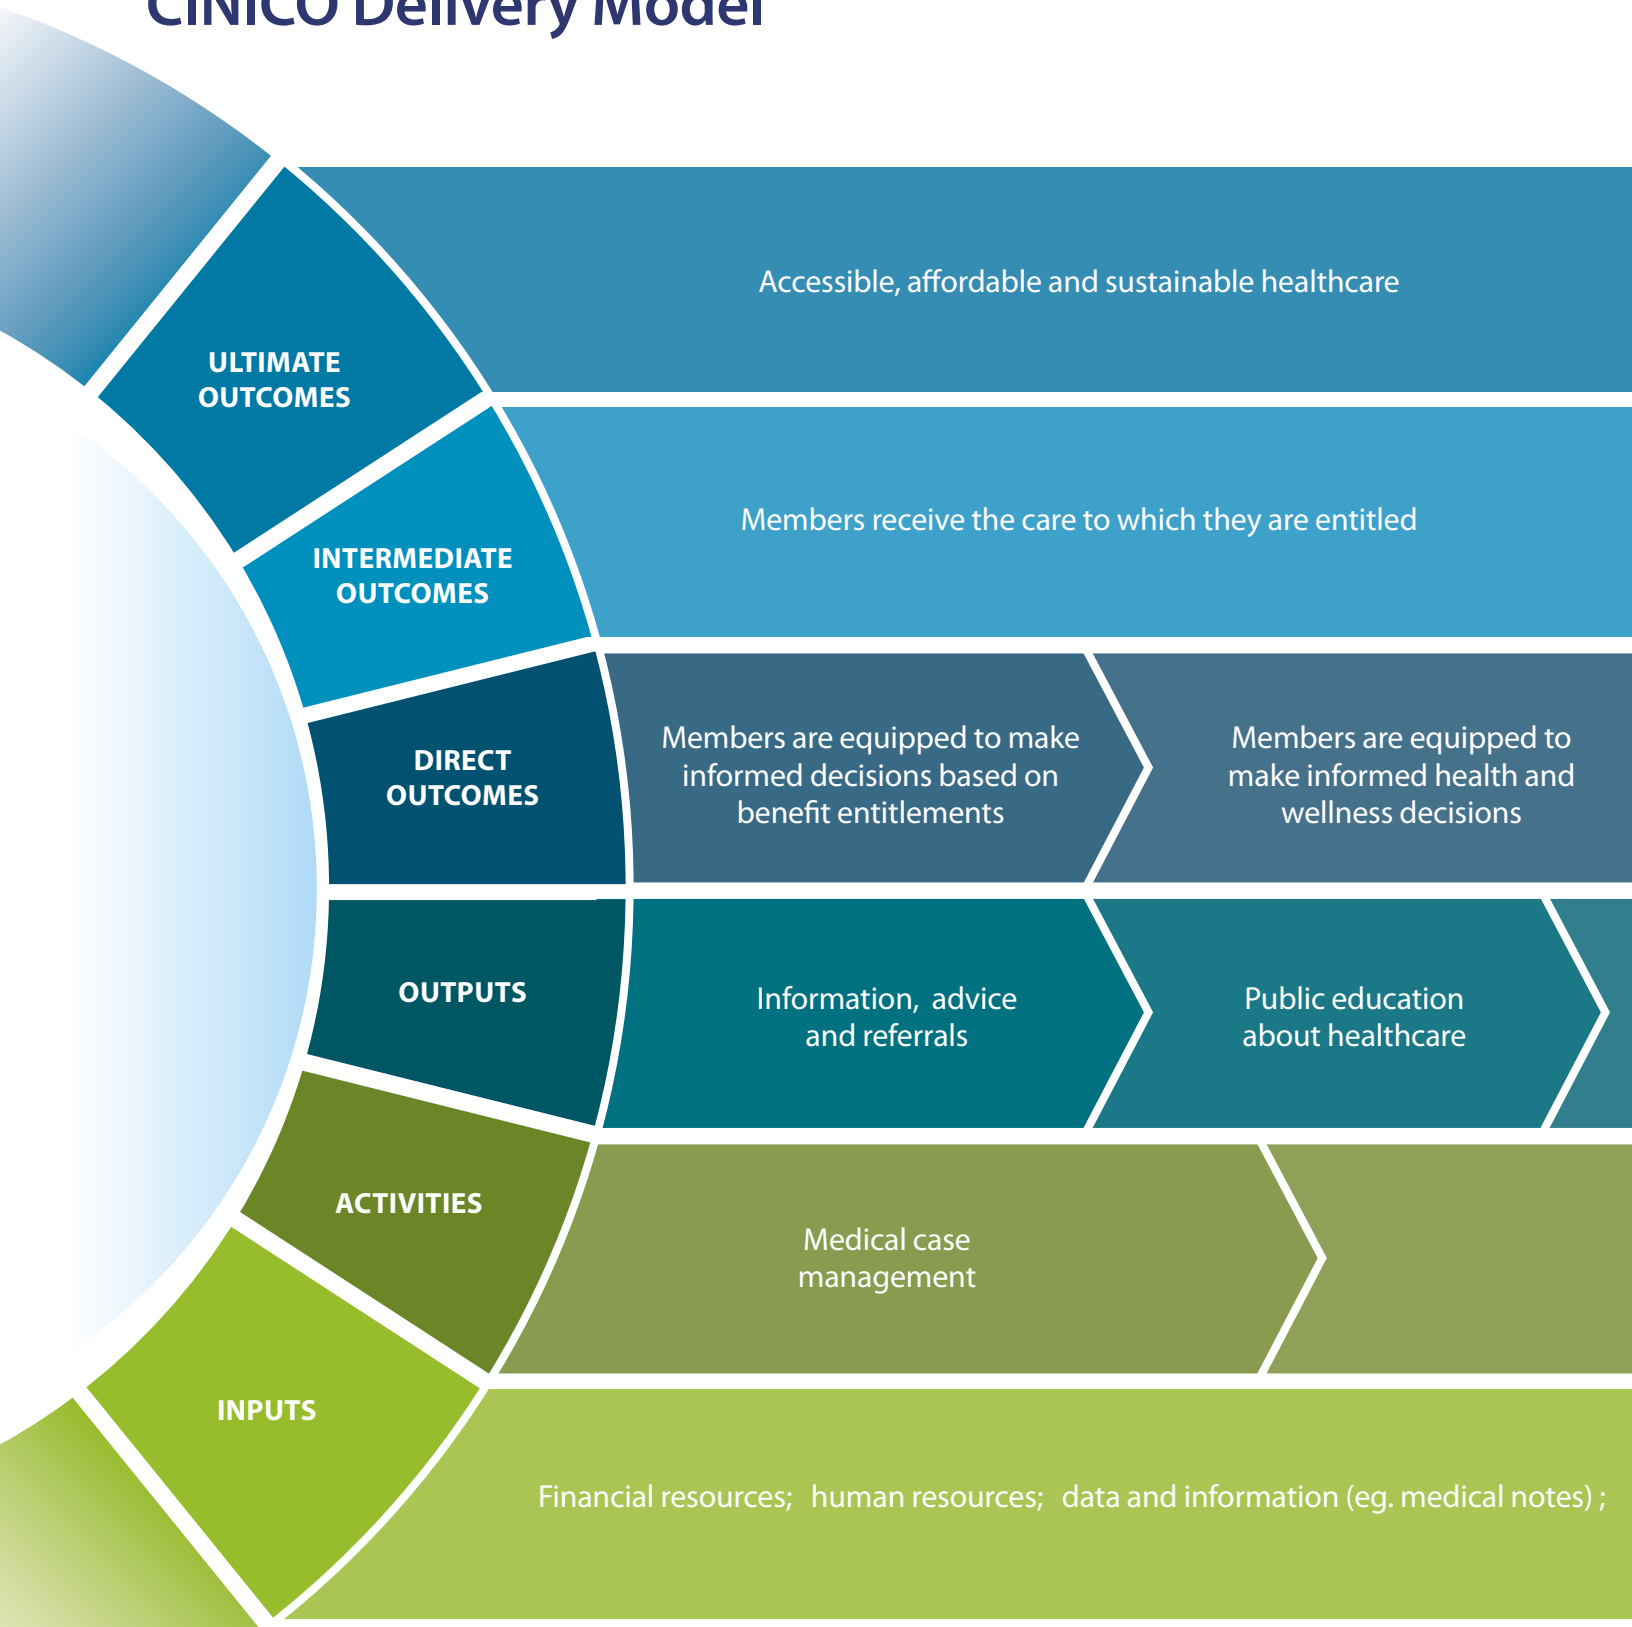 CINICO Delivery Model
ULTIMATE
OUTCOMES
Accessible, affordable and sustainable healthcare
INTERMEDIATE
OUTCOMES
Members receive the care to which they are entitled
DIRECT
OUTCOMES
Members are equipped to make
informed decisions based on
benefit entitlements
Members are equipped to
make informed health and
wellness decisions
OUTPUTS
Information,  advice
and referrals
Public education
about healthcare
ACTIVITIES
Medical case
management
INPUTS
Financial resources;  human resources;  data and information (eg. medical notes) ;